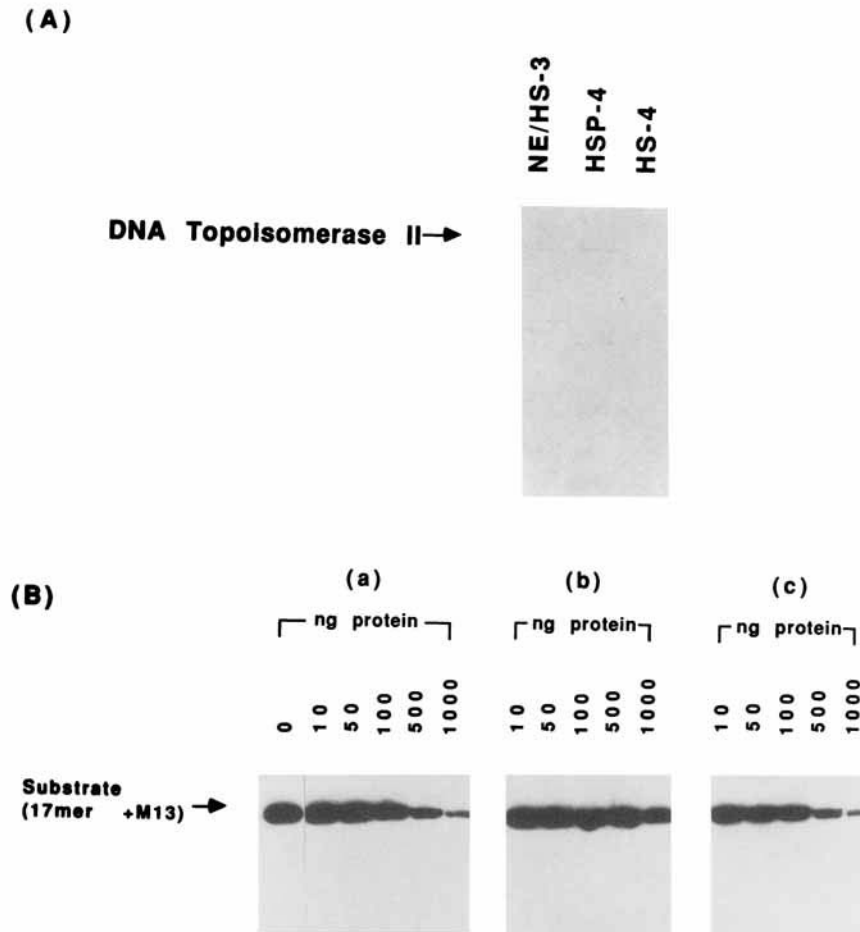 (A)
NE/HS-3
HSP-4
HS-4
DNA Topoisomerase II→
(B)
(a)
ng protein
0 10 50 100 500 1000
(b)
ng protein
10 50 100 500 1000
(c)
ng protein
10 50 100 500 1000
Substrate
(17mer +M13) →